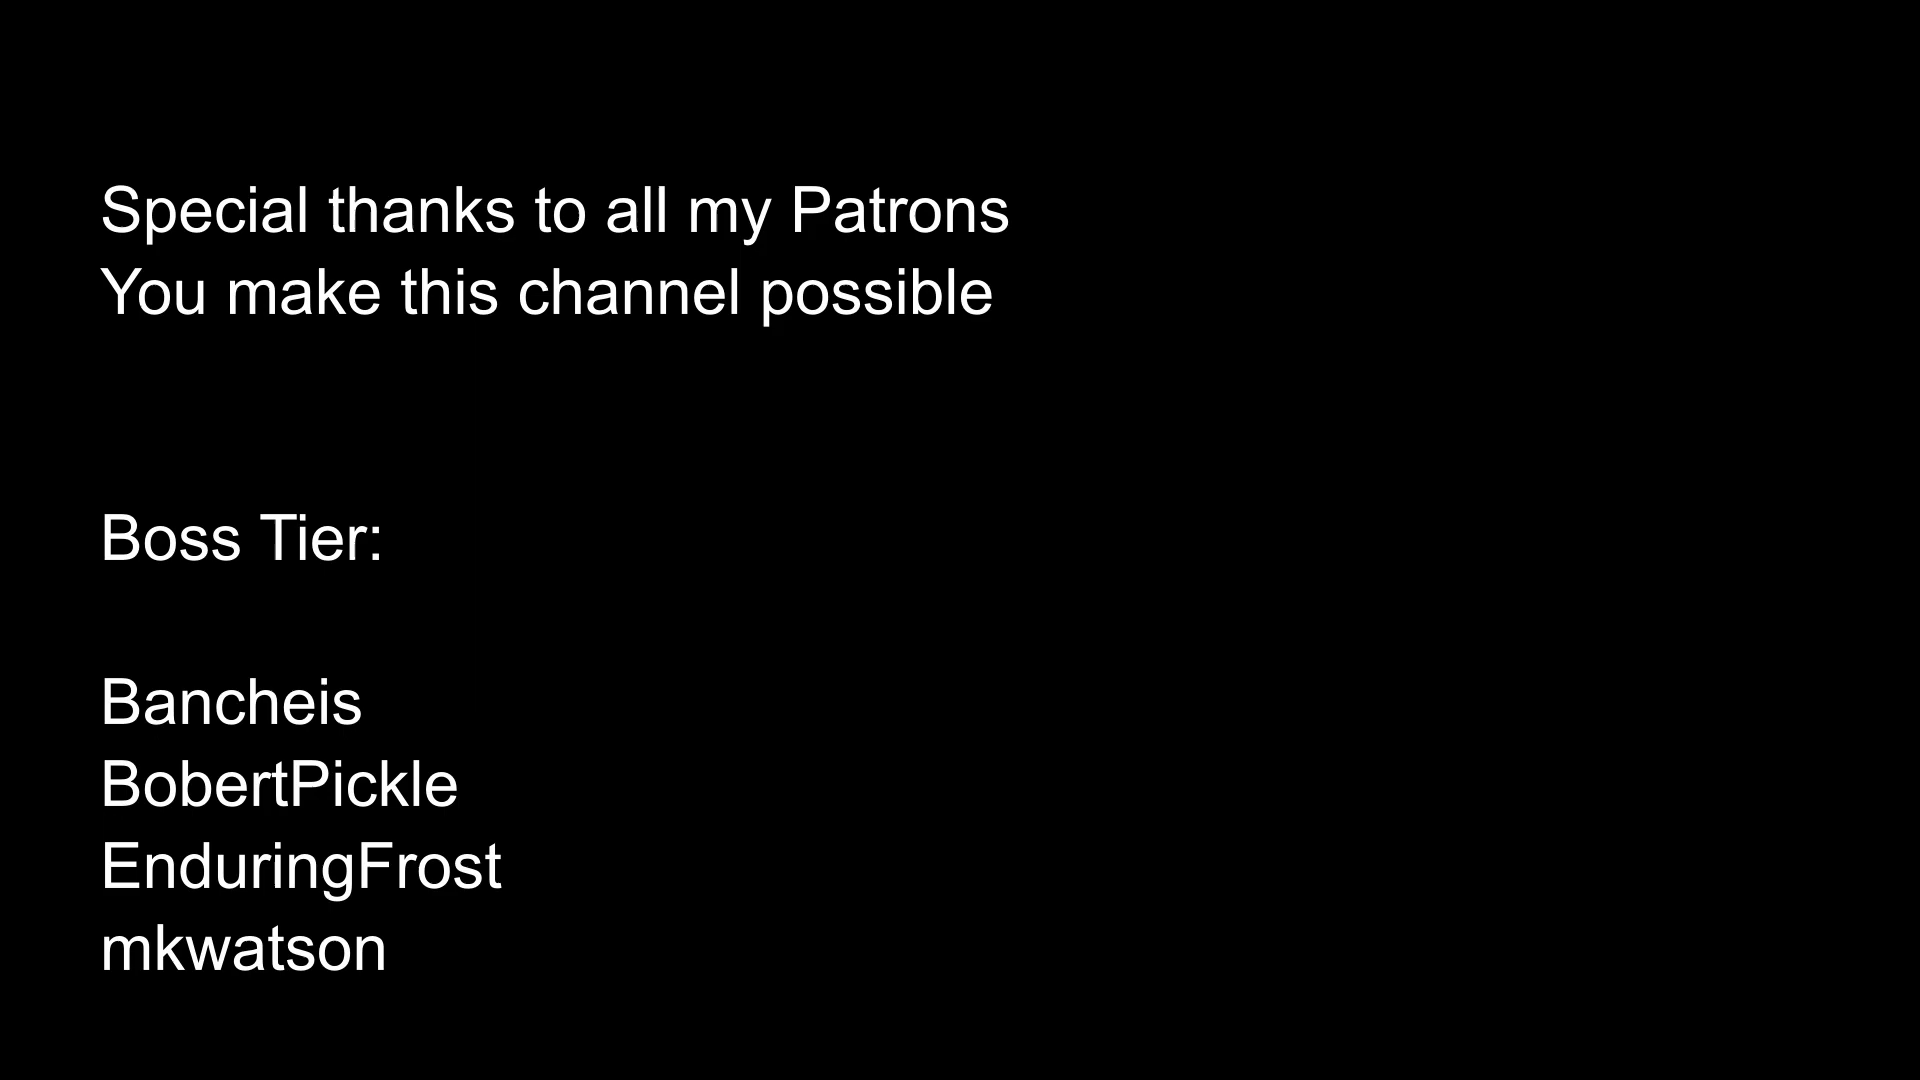 Special thanks to all my Patrons
You make this channel possible
Boss Tier:
Bancheis
BobertPickle
EnduringFrost
mkwatson